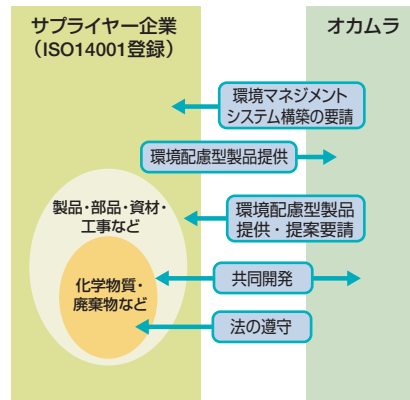 サプライヤー企業
（ISO14001登録）
オカムラ
環境マネジメント
システム構築の要請
環境配慮型製品提供
製品・部品・資材・
工事など
環境配慮型製品
提供・提案要請
化学物質・
廃棄物など
共同開発
法の遵守